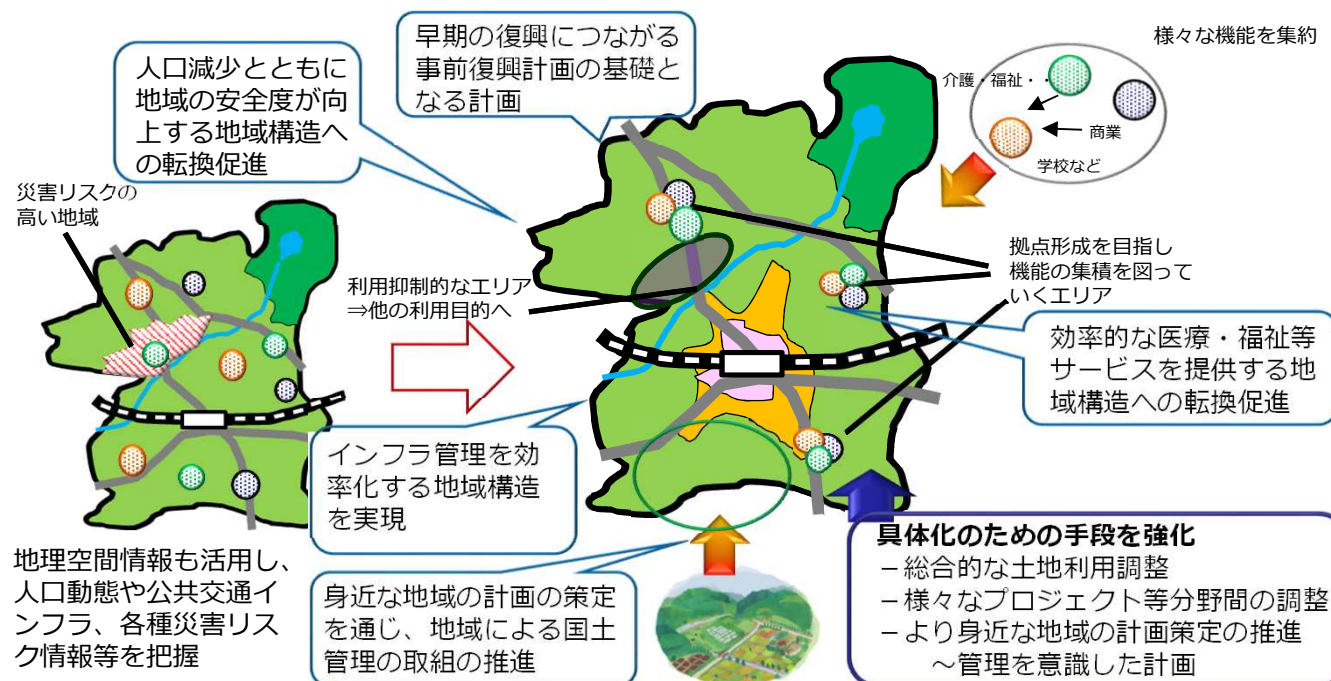 人口減少とともに
地域の安全度が向
上する地域構造へ
の転換促進
早期の復興につながる
事前復興計画の基礎と
なる計画
様々な機能を集約
介護・福祉・・
商業
学校など
災害リスクの
高い地域
利用抑制的なエリア
⇒他の利用目的へ
拠点形成を目指し
機能の集積を図って
いくエリア
効率的な医療・福祉等
サービスを提供する地
域構造への転換促進
インフラ管理を効
率化する地域構造
を実現
地理空間情報も活用し、
人口動態や公共交通イ
ンフラ、各種災害リス
ク情報等を把握
身近な地域の計画の策定
を通じ、地域による国土
管理の取組の推進
具体化のための手段を強化
－総合的な土地利用調整
－様々なプロジェクト等分野間の調整
－より身近な地域の計画策定の推進
～管理を意識した計画